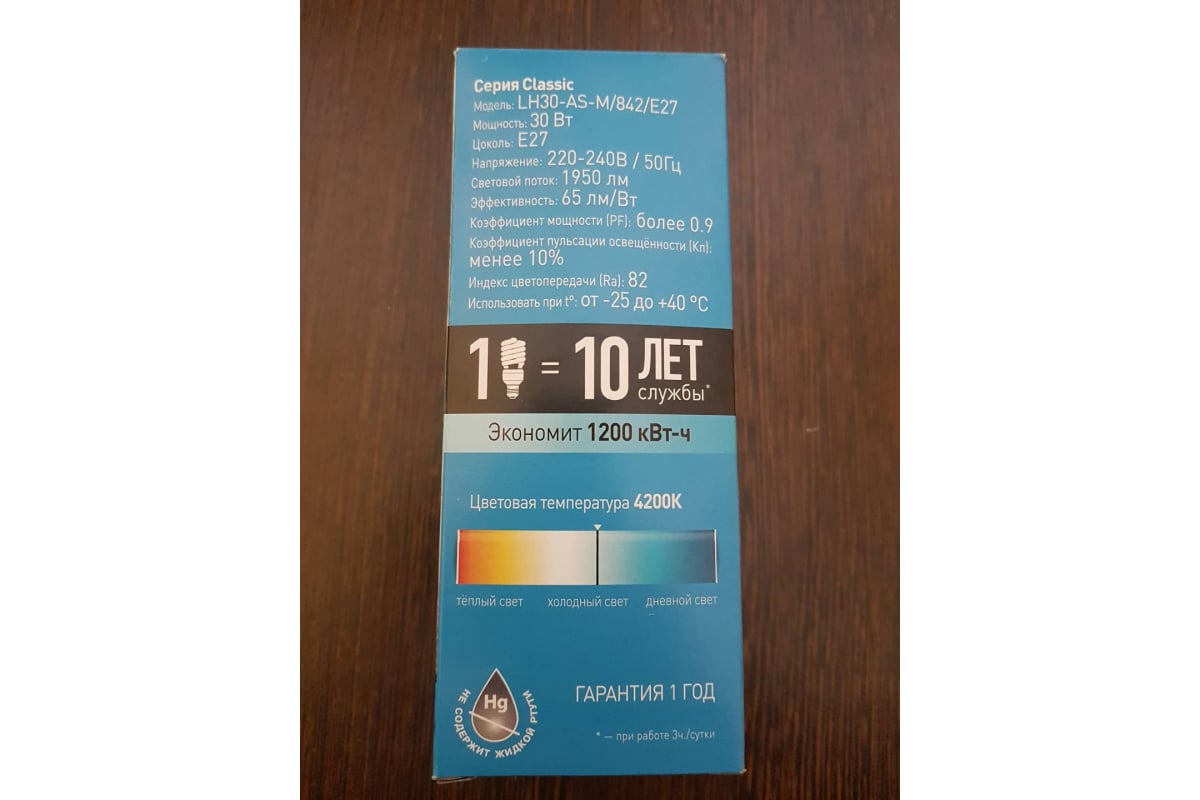 Серия Classic
Модель: LH30-AS-M/842/E27
Мощность: 30 Вт
Цоколь: E27
Напряжение: 220-240В / 50Гц
Световой поток: 1950 лм
Эффективность: 65 лм/Вт
Коэффициент мощности (PF): более 0.9
Коэффициент пульсации освещённости (Кп):
менее 10%
Индекс цветопередачи (Ra): 82
Использовать при t°: от -25 до +40 °C
1 = 10 ЛЕТ
службы*
Экономит 1200 кВт-ч
Цветовая температура 4200К
тёплый свет холодный свет дневной свет
Hg
НЕ СОДЕРЖИТ ЖИДКОЙ РТУТИ
ГАРАНТИЯ 1 ГОД
* — при работе 3ч./сутки